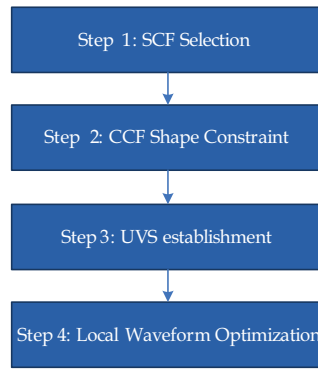 Step 1: SCF Selection
Step 2: CCF Shape Constraint
Step 3: UVS establishment
Step 4: Local Waveform Optimization